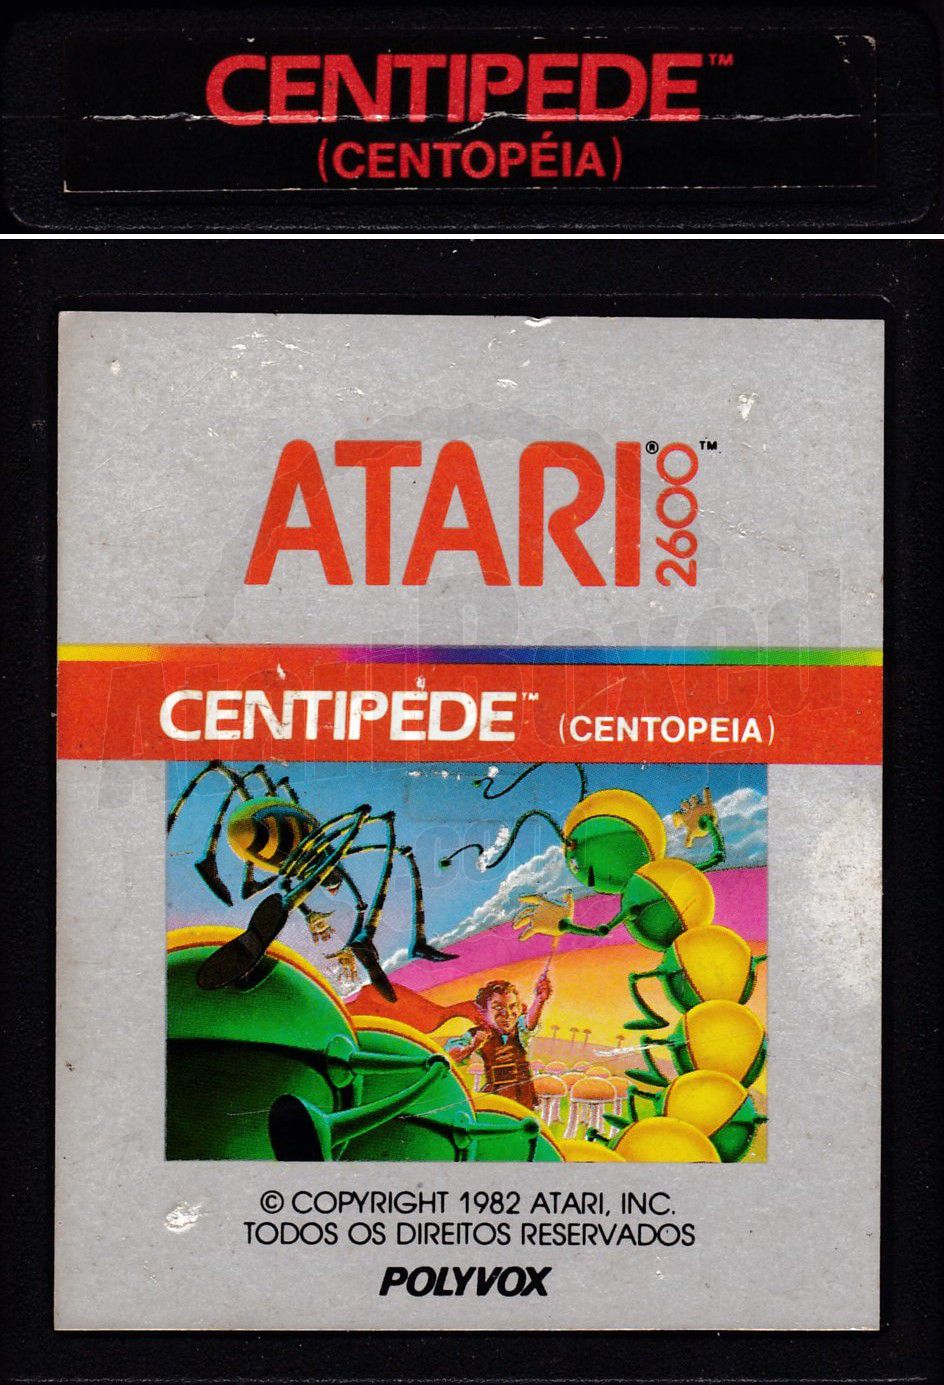 CENTIPEDE™
(CENTOPÉIA)
ATARI® 2600™
CENTIPEDE™ (CENTOPEIA)
© COPYRIGHT 1982 ATARI, INC.
TODOS OS DIREITOS RESERVADOS
POLYVOX